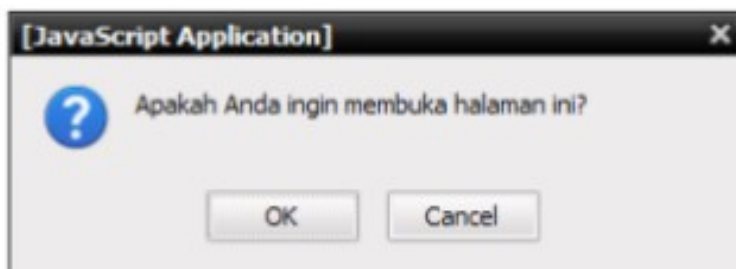 [JavaScript Application]
Apakah Anda ingin membuka halaman ini?
OK
Cancel